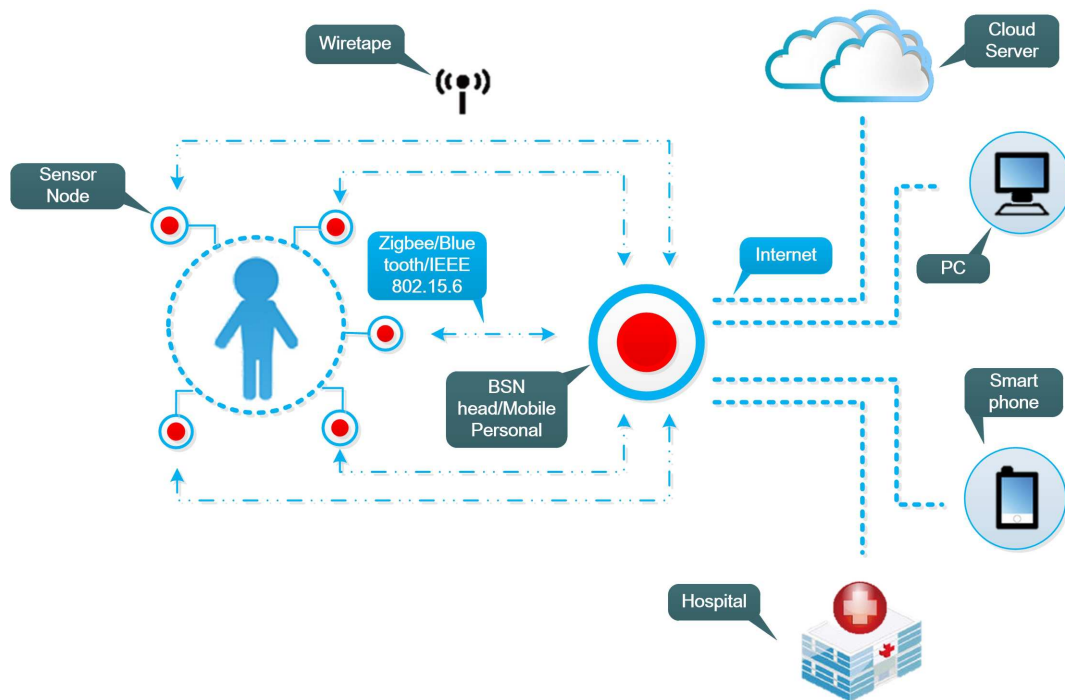 Wiretape
Cloud
Server
Sensor
Node
Zigbee/Blue
tooth/IEEE
802.15.6
Internet
PC
BSN
head/Mobile
Personal
Smart
phone
Hospital